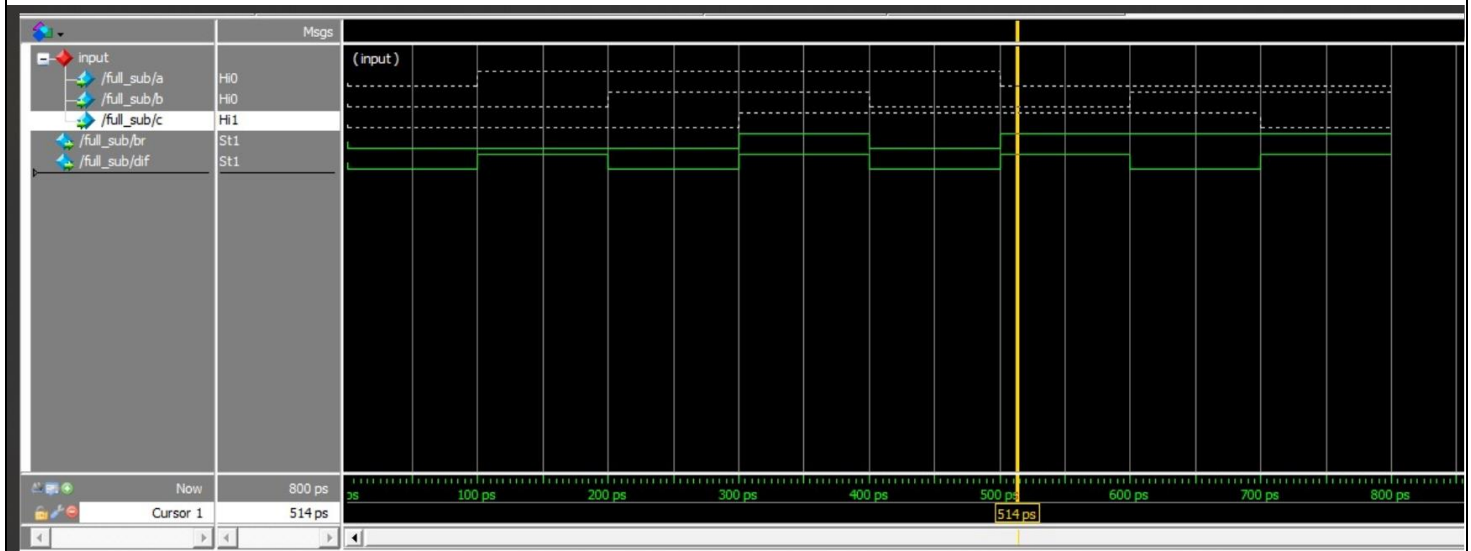 Msgs
input (input)
/full_sub/a Hi0
/full_sub/b Hi0
/full_sub/c Hi1
/full_sub/br St1
/full_sub/dif St1
Now 800 ps ps 100 ps 200 ps 300 ps 400 ps 500 ps 600 ps 700 ps 800 ps
Cursor 1 514 ps 514 ps